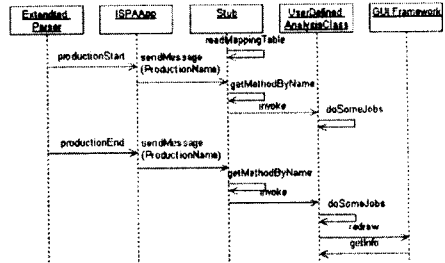 Extended Parser
ISPAApp
Stub
UserDefined AnalysisClass
GUI Framework
readMappingTable
productionStart
sendMessage
(ProductionName)
getMethodByName
invoke
doSomeJobs
productionEnd
sendMessage
(ProductionName)
getMethodByName
invoke
doSomeJobs
redraw
getInfo